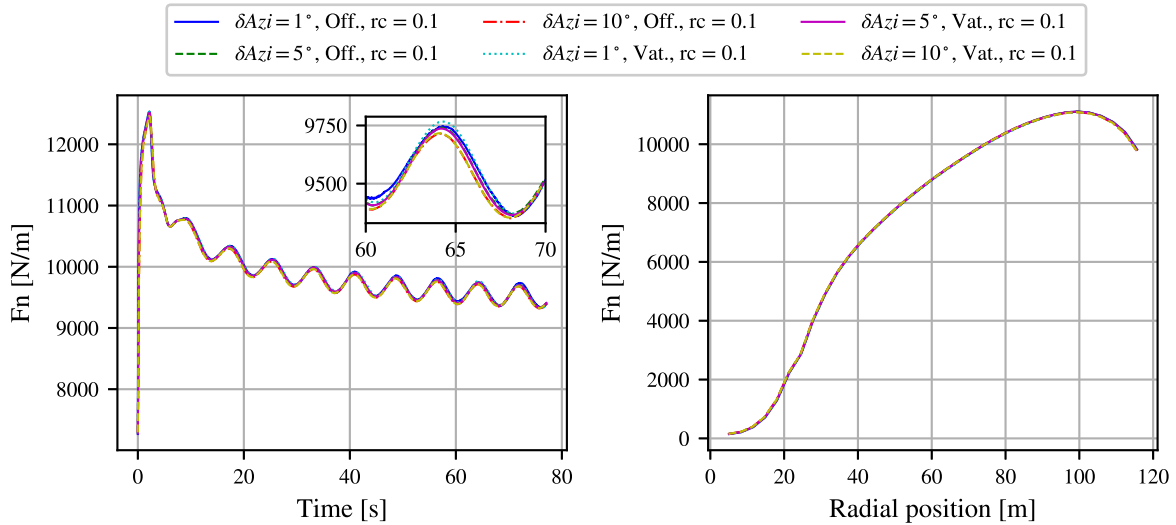 δAzi = 1°, Off., rc = 0.1
δAzi = 10°, Off., rc = 0.1
δAzi = 5°, Vat., rc = 0.1
δAzi = 5°, Off., rc = 0.1
δAzi = 1°, Vat., rc = 0.1
δAzi = 10°, Vat., rc = 0.1
12000
11000
10000
9000
8000
Fn [N/m]
0
20
40
60
80
Time [s]
9750
9500
60
65
70
10000
8000
6000
4000
2000
0
Fn [N/m]
0
20
40
60
80
100
120
Radial position [m]